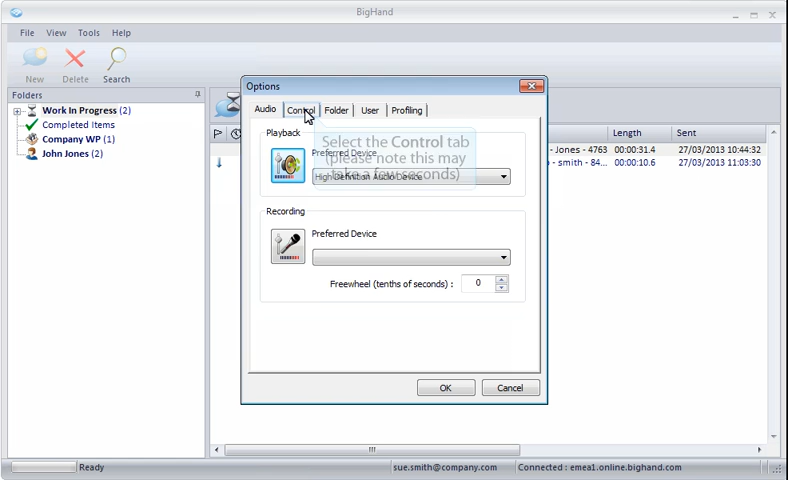 BigHand
File View Tools Help
New Delete Search
Folders
Work In Progress (2)
Completed Items
Company WP (1)
John Jones (2)
Length Sent
- Jones - 4763 00:00:31.4 27/03/2013 10:44:32
- smith - 84... 00:00:10.6 27/03/2013 11:03:30
Options
Audio Control Folder User Profiling
Playback
Preferred Device
High Definition Audio Device
Select the Control tab
(please note this may
take a few seconds)
Recording
Preferred Device
Freewheel (tenths of seconds) : 0
OK Cancel
Ready sue.smith@company.com Connected : emea1.online.bighand.com